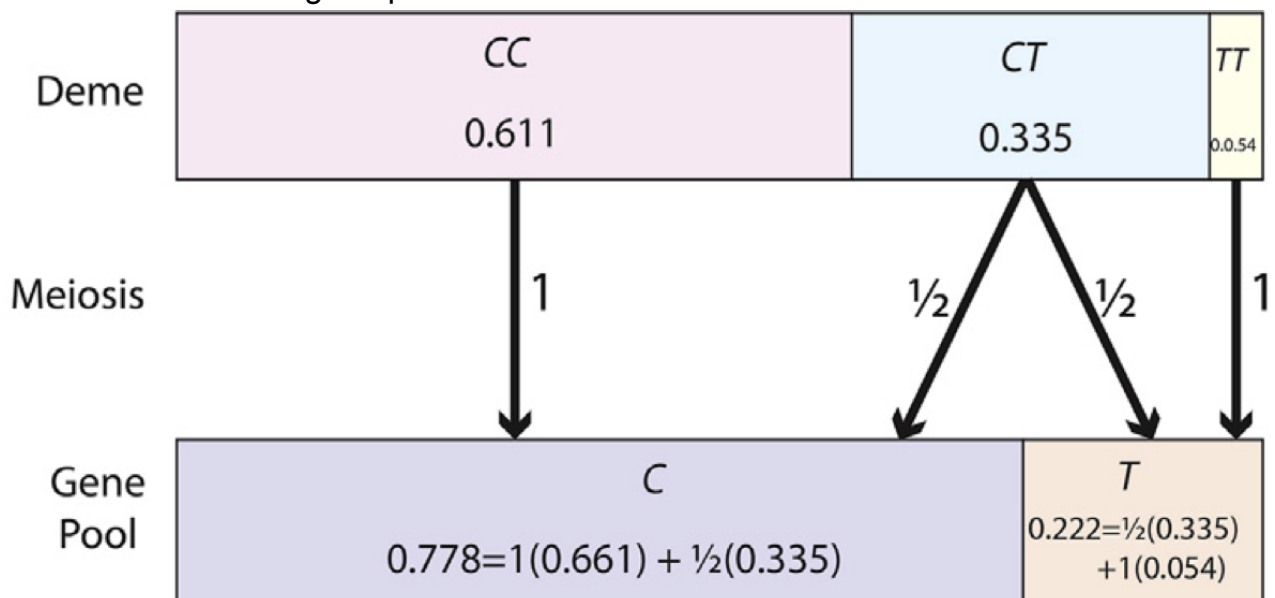 Deme
CC
CT
TT
0.611
0.335
0.0.54
Meiosis
1
½
½
1
Gene
Pool
C
T
0.778=1(0.661) + ½(0.335)
0.222=½(0.335)
+1(0.054)